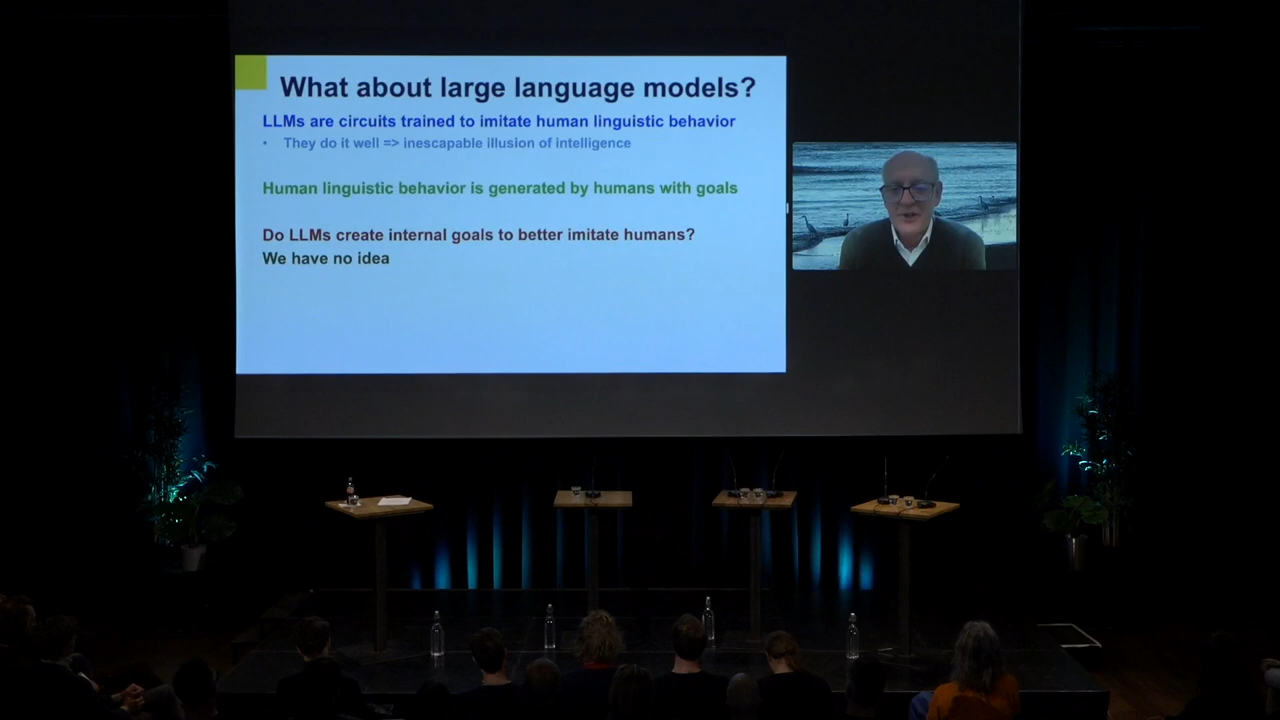 What about large language models?
LLMs are circuits trained to imitate human linguistic behavior
• They do it well => inescapable illusion of intelligence
Human linguistic behavior is generated by humans with goals
Do LLMs create internal goals to better imitate humans?
We have no idea